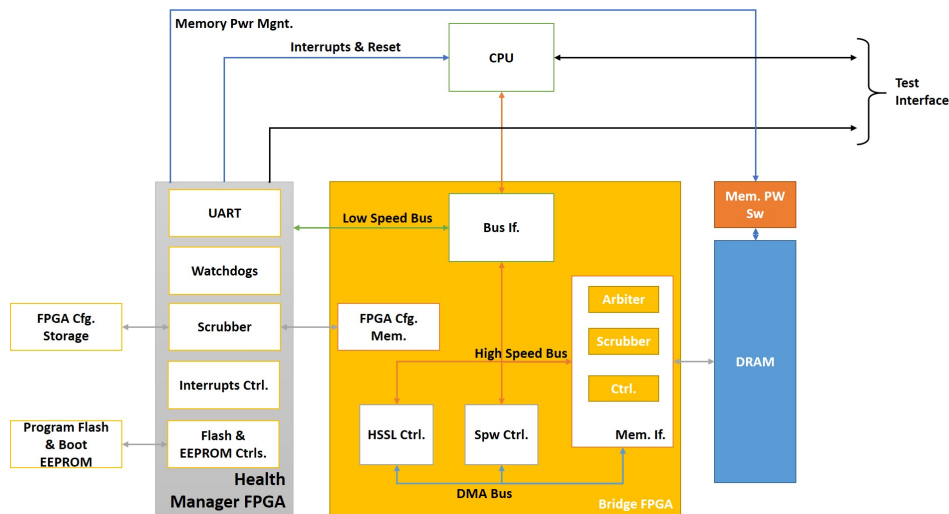 Memory Pwr Mgnt.
Interrupts & Reset
CPU
Test
Interface
UART
Low Speed Bus
Bus If.
Mem. PW
Sw
Watchdogs
FPGA Cfg.
Storage
Scrubber
FPGA Cfg.
Mem.
Arbiter
Scrubber
Ctrl.
Mem. If.
High Speed Bus
DRAM
Interrupts Ctrl.
Program Flash
& Boot
EEPROM
Flash &
EEPROM Ctrls.
HSSL Ctrl.
Spw Ctrl.
DMA Bus
Health
Manager FPGA
Bridge FPGA